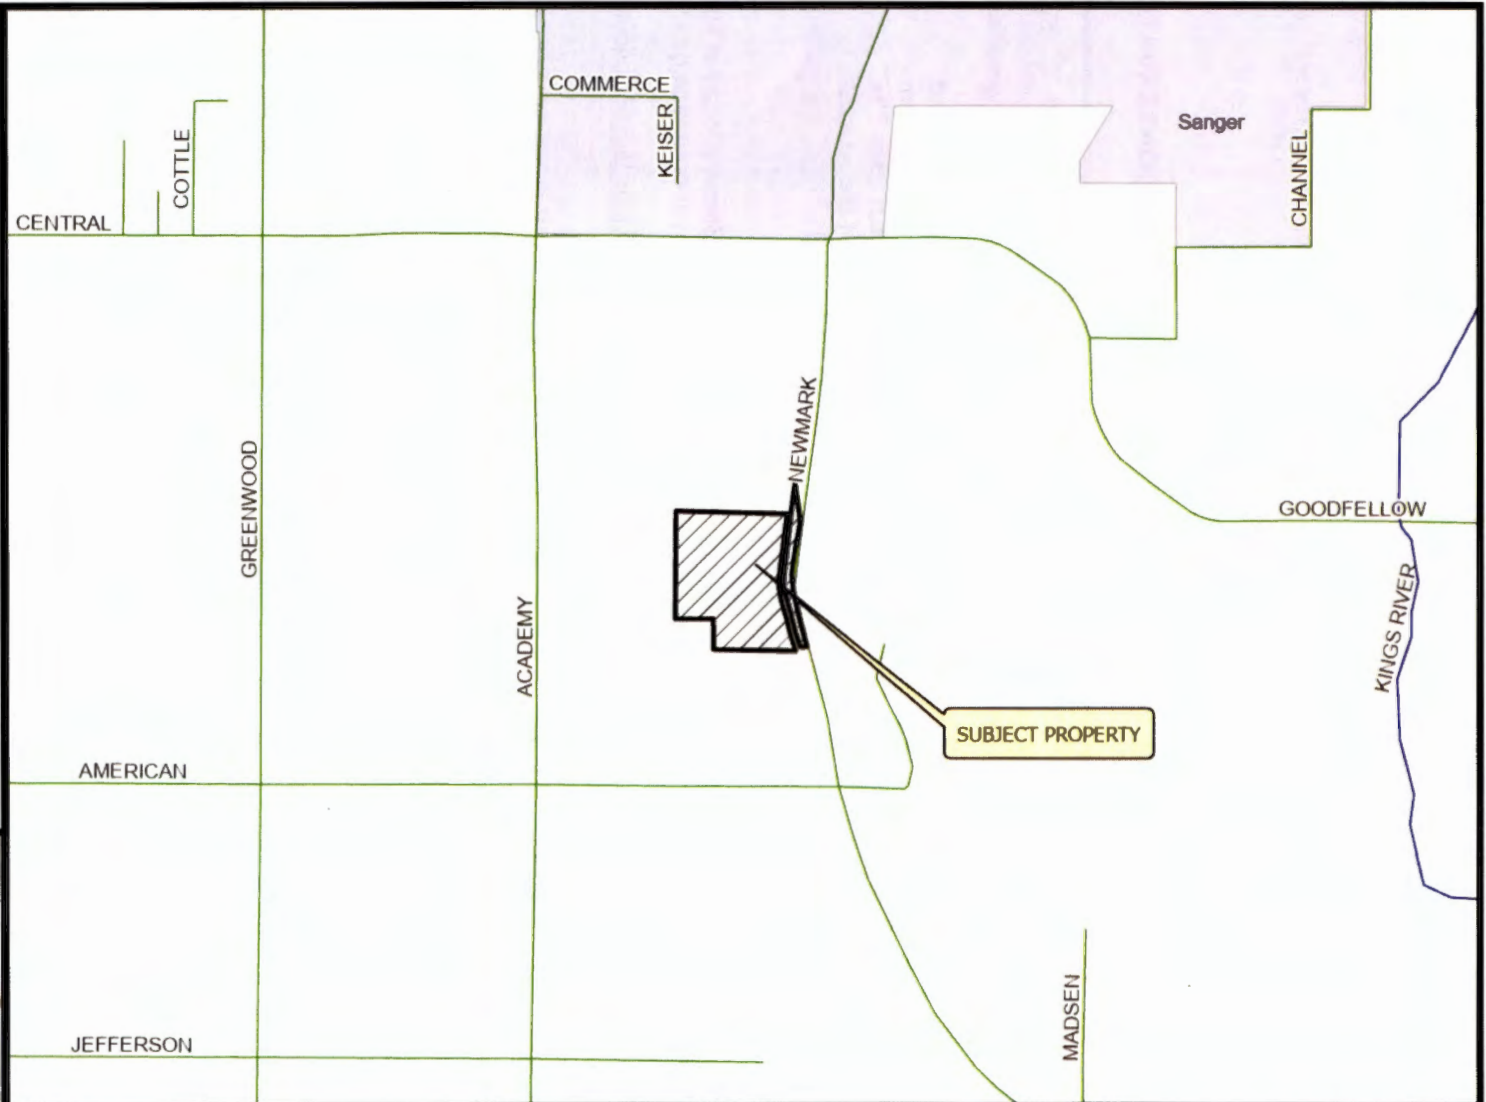 COMMERCE
KEISER
Sanger
CHANNEL
COTTLE
CENTRAL
NEWMARK
GREENWOOD
GOODFELLOW
ACADEMY
KINGS RIVER
SUBJECT PROPERTY
AMERICAN
MADSEN
JEFFERSON